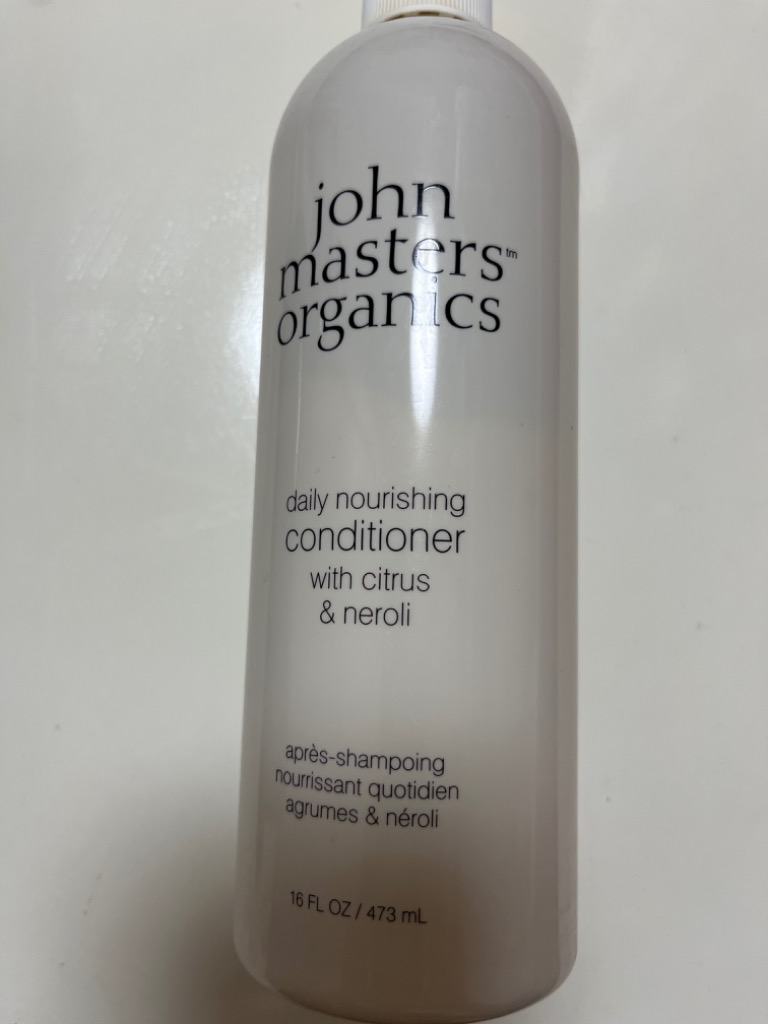 john
masters™
organics
daily nourishing
conditioner
with citrus
& neroli
après-shampoing
nourrissant quotidien
agrumes & néroli
16 FL OZ / 473 mL